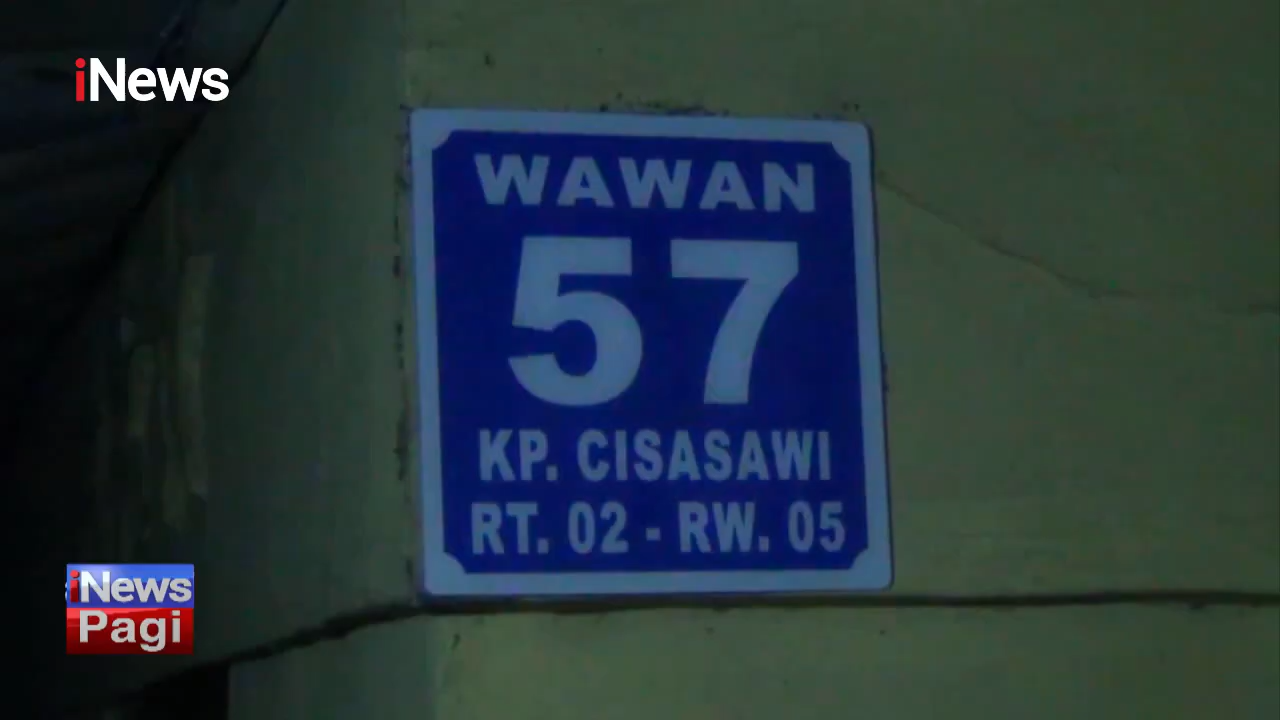 iNews
WAWAN
57
KP. CISASAWI
RT. 02 - RW. 05
iNews
Pagi